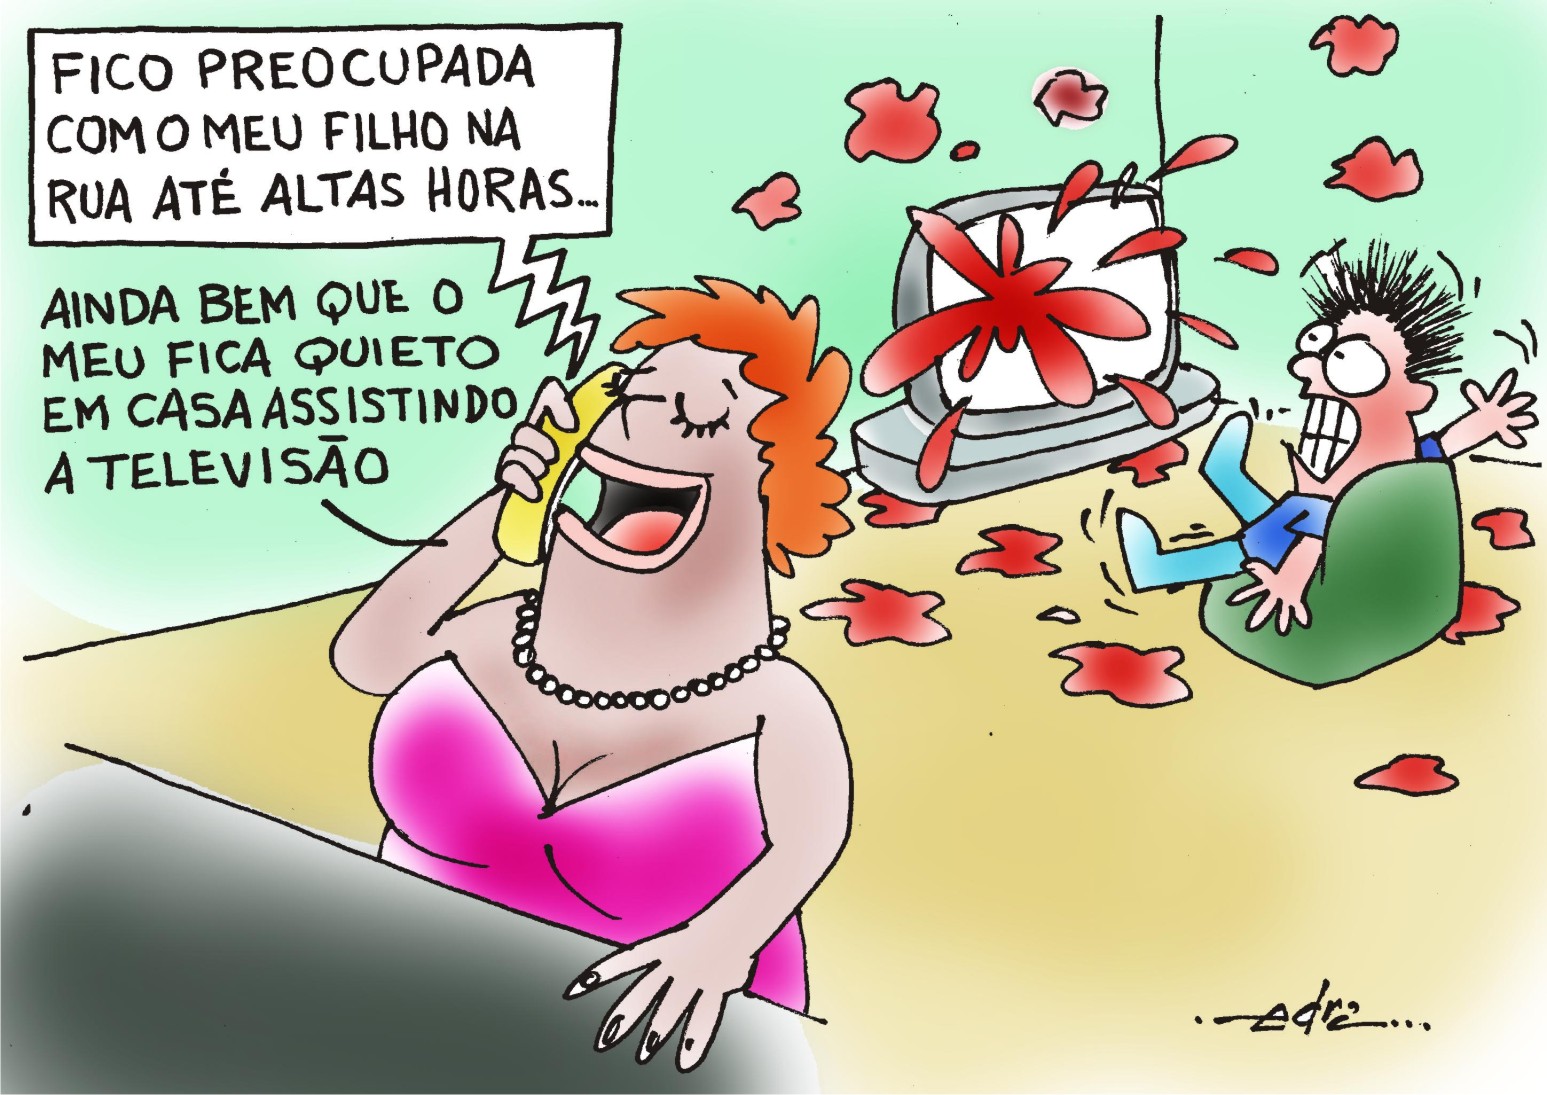 FICO PREOCUPADA
COM O MEU FILHO NA
RUA ATÉ ALTAS HORAS...
AINDA BEM QUE O
MEU FICA QUIETO
EM CASA ASSISTINDO
A TELEVISÃO
edra